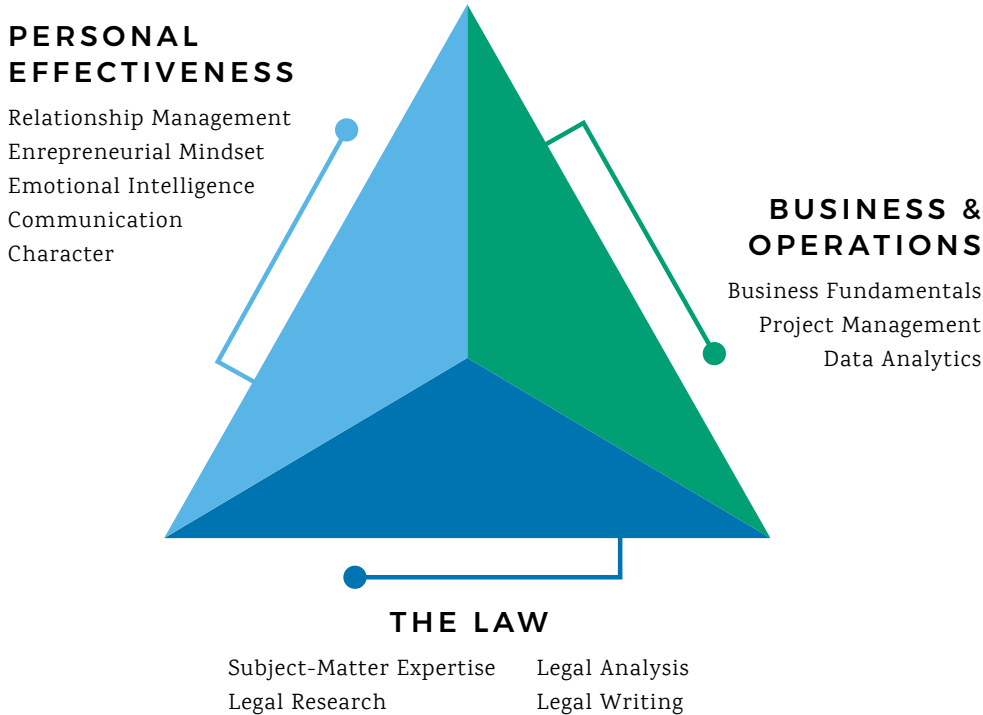 PERSONAL
EFFECTIVENESS
Relationship Management
Enrepreneurial Mindset
Emotional Intelligence
Communication
Character
BUSINESS &
OPERATIONS
Business Fundamentals
Project Management
Data Analytics
THE LAW
Subject-Matter Expertise
Legal Research
Legal Analysis
Legal Writing